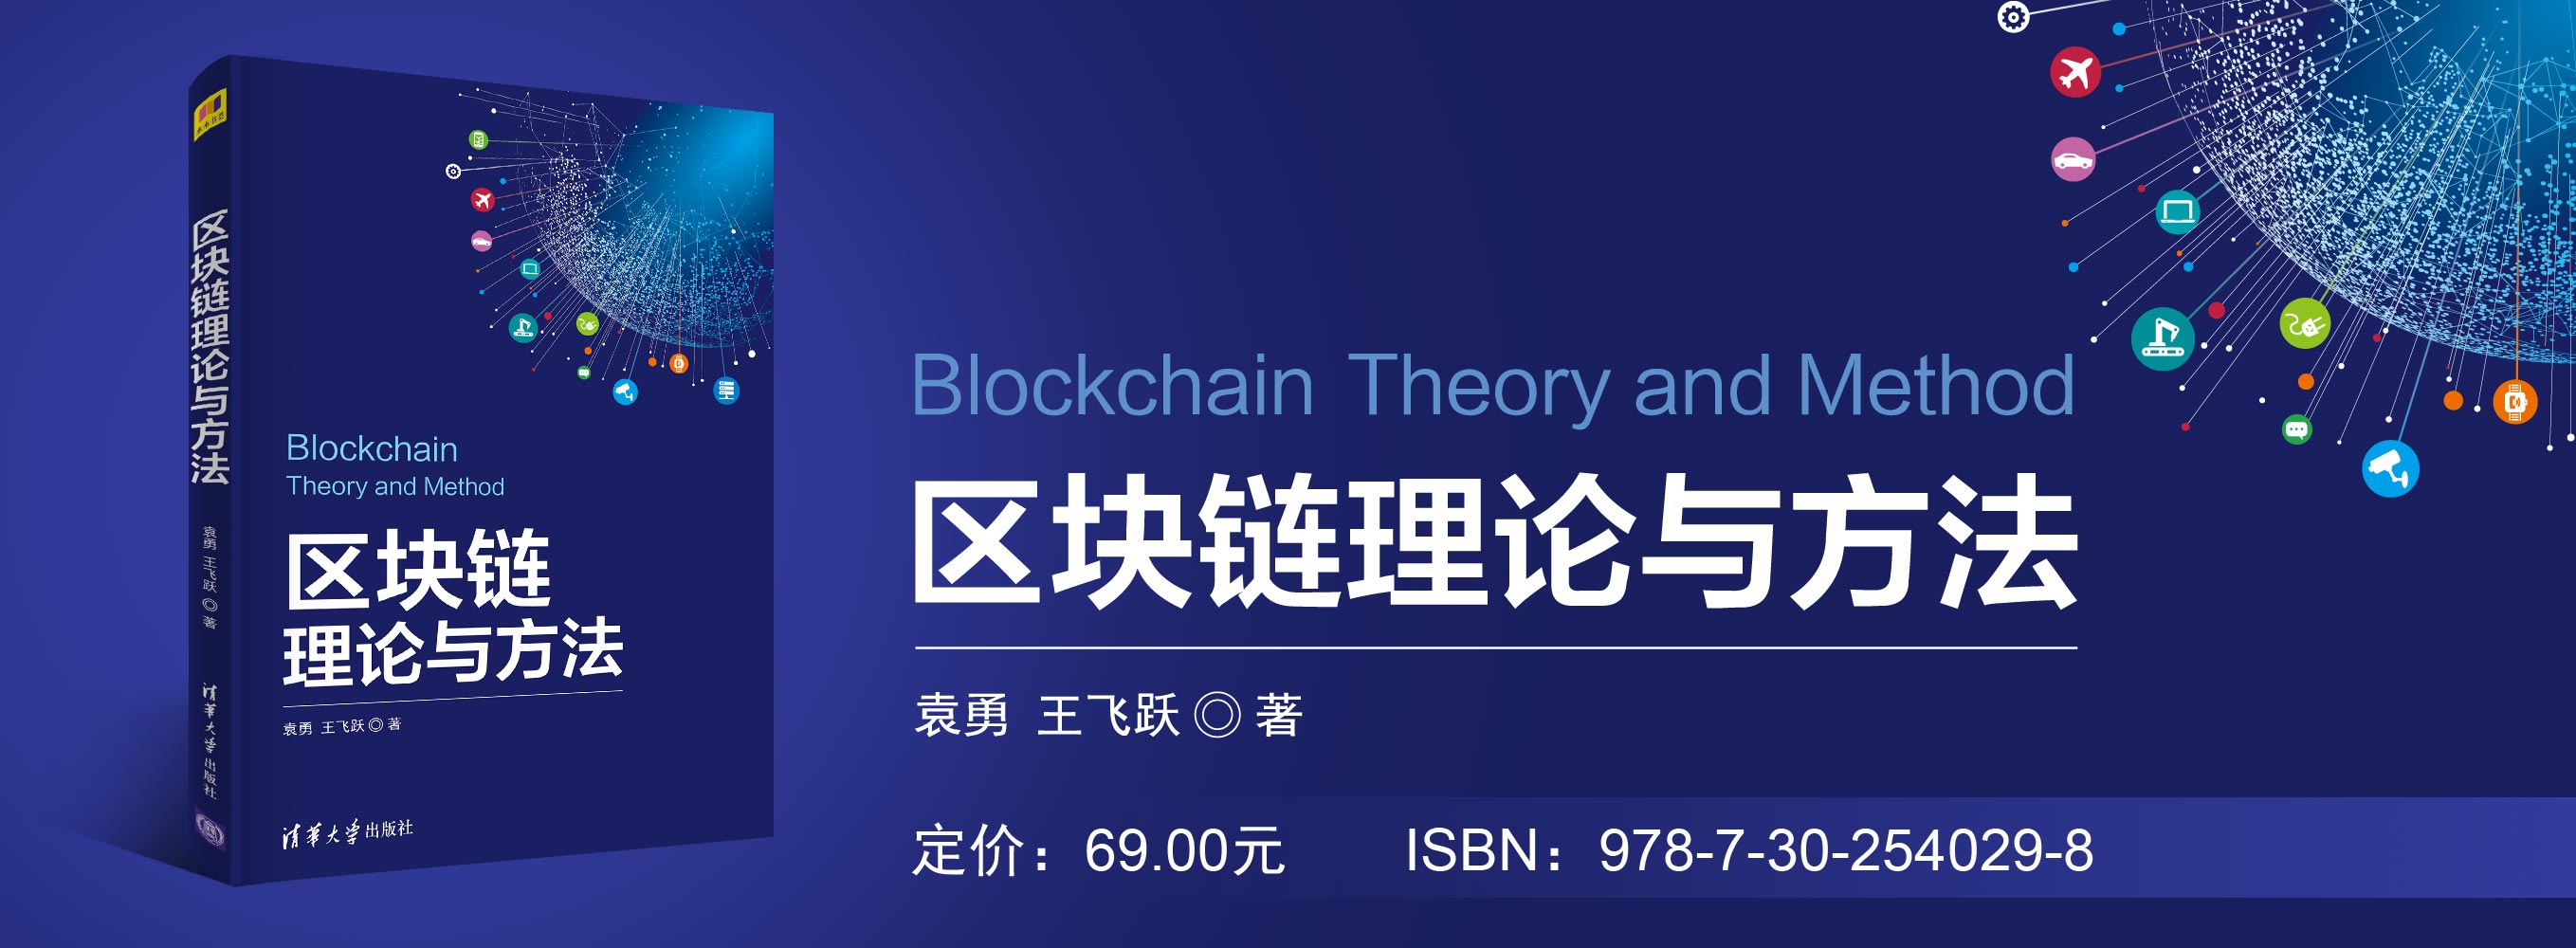 区块链理论与方法
袁勇 王飞跃◎著
清华大学出版社
Blockchain
Theory and Method
区块链
理论与方法
袁勇 王飞跃◎著
清华大学出版社
Blockchain Theory and Method
区块链理论与方法
袁勇 王飞跃◎著
定价：69.00元 ISBN：978-7-30-254029-8